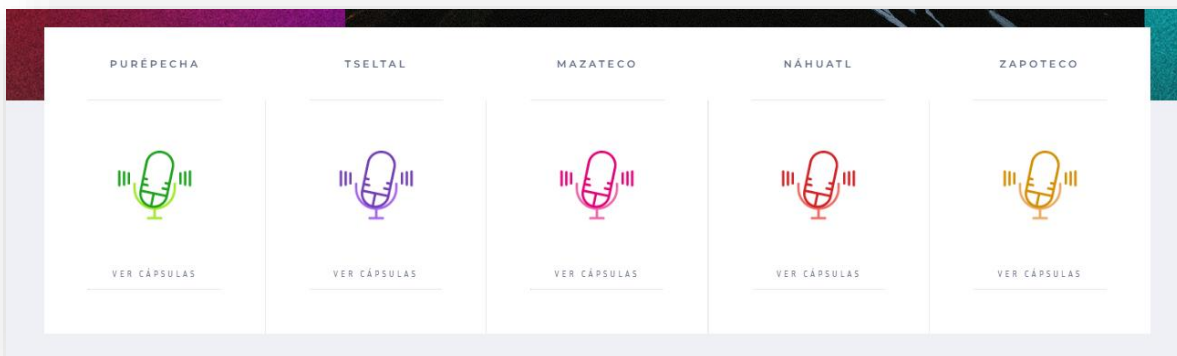 PURÉPECHA
TSELTAL
MAZATECO
NÁHUATL
ZAPOTECO
VER CÁPSULAS
VER CÁPSULAS
VER CÁPSULAS
VER CÁPSULAS
VER CÁPSULAS